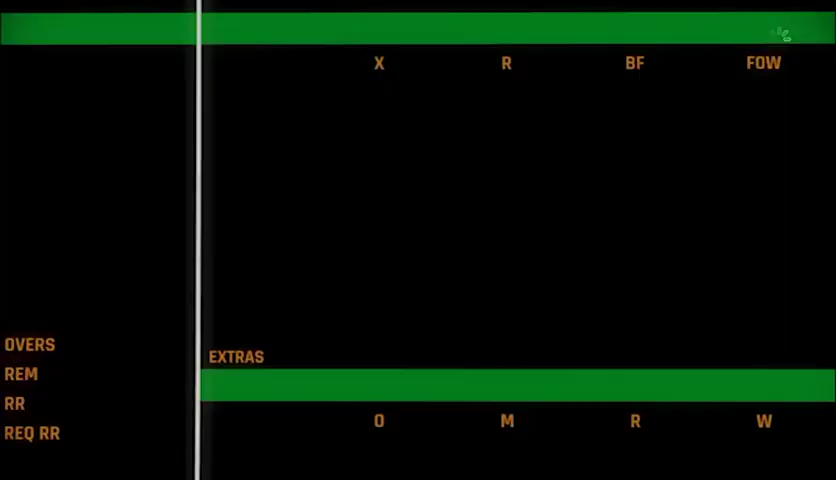 X R BF FOW
OVERS
REM
RR
REQ RR
EXTRAS
O M R W